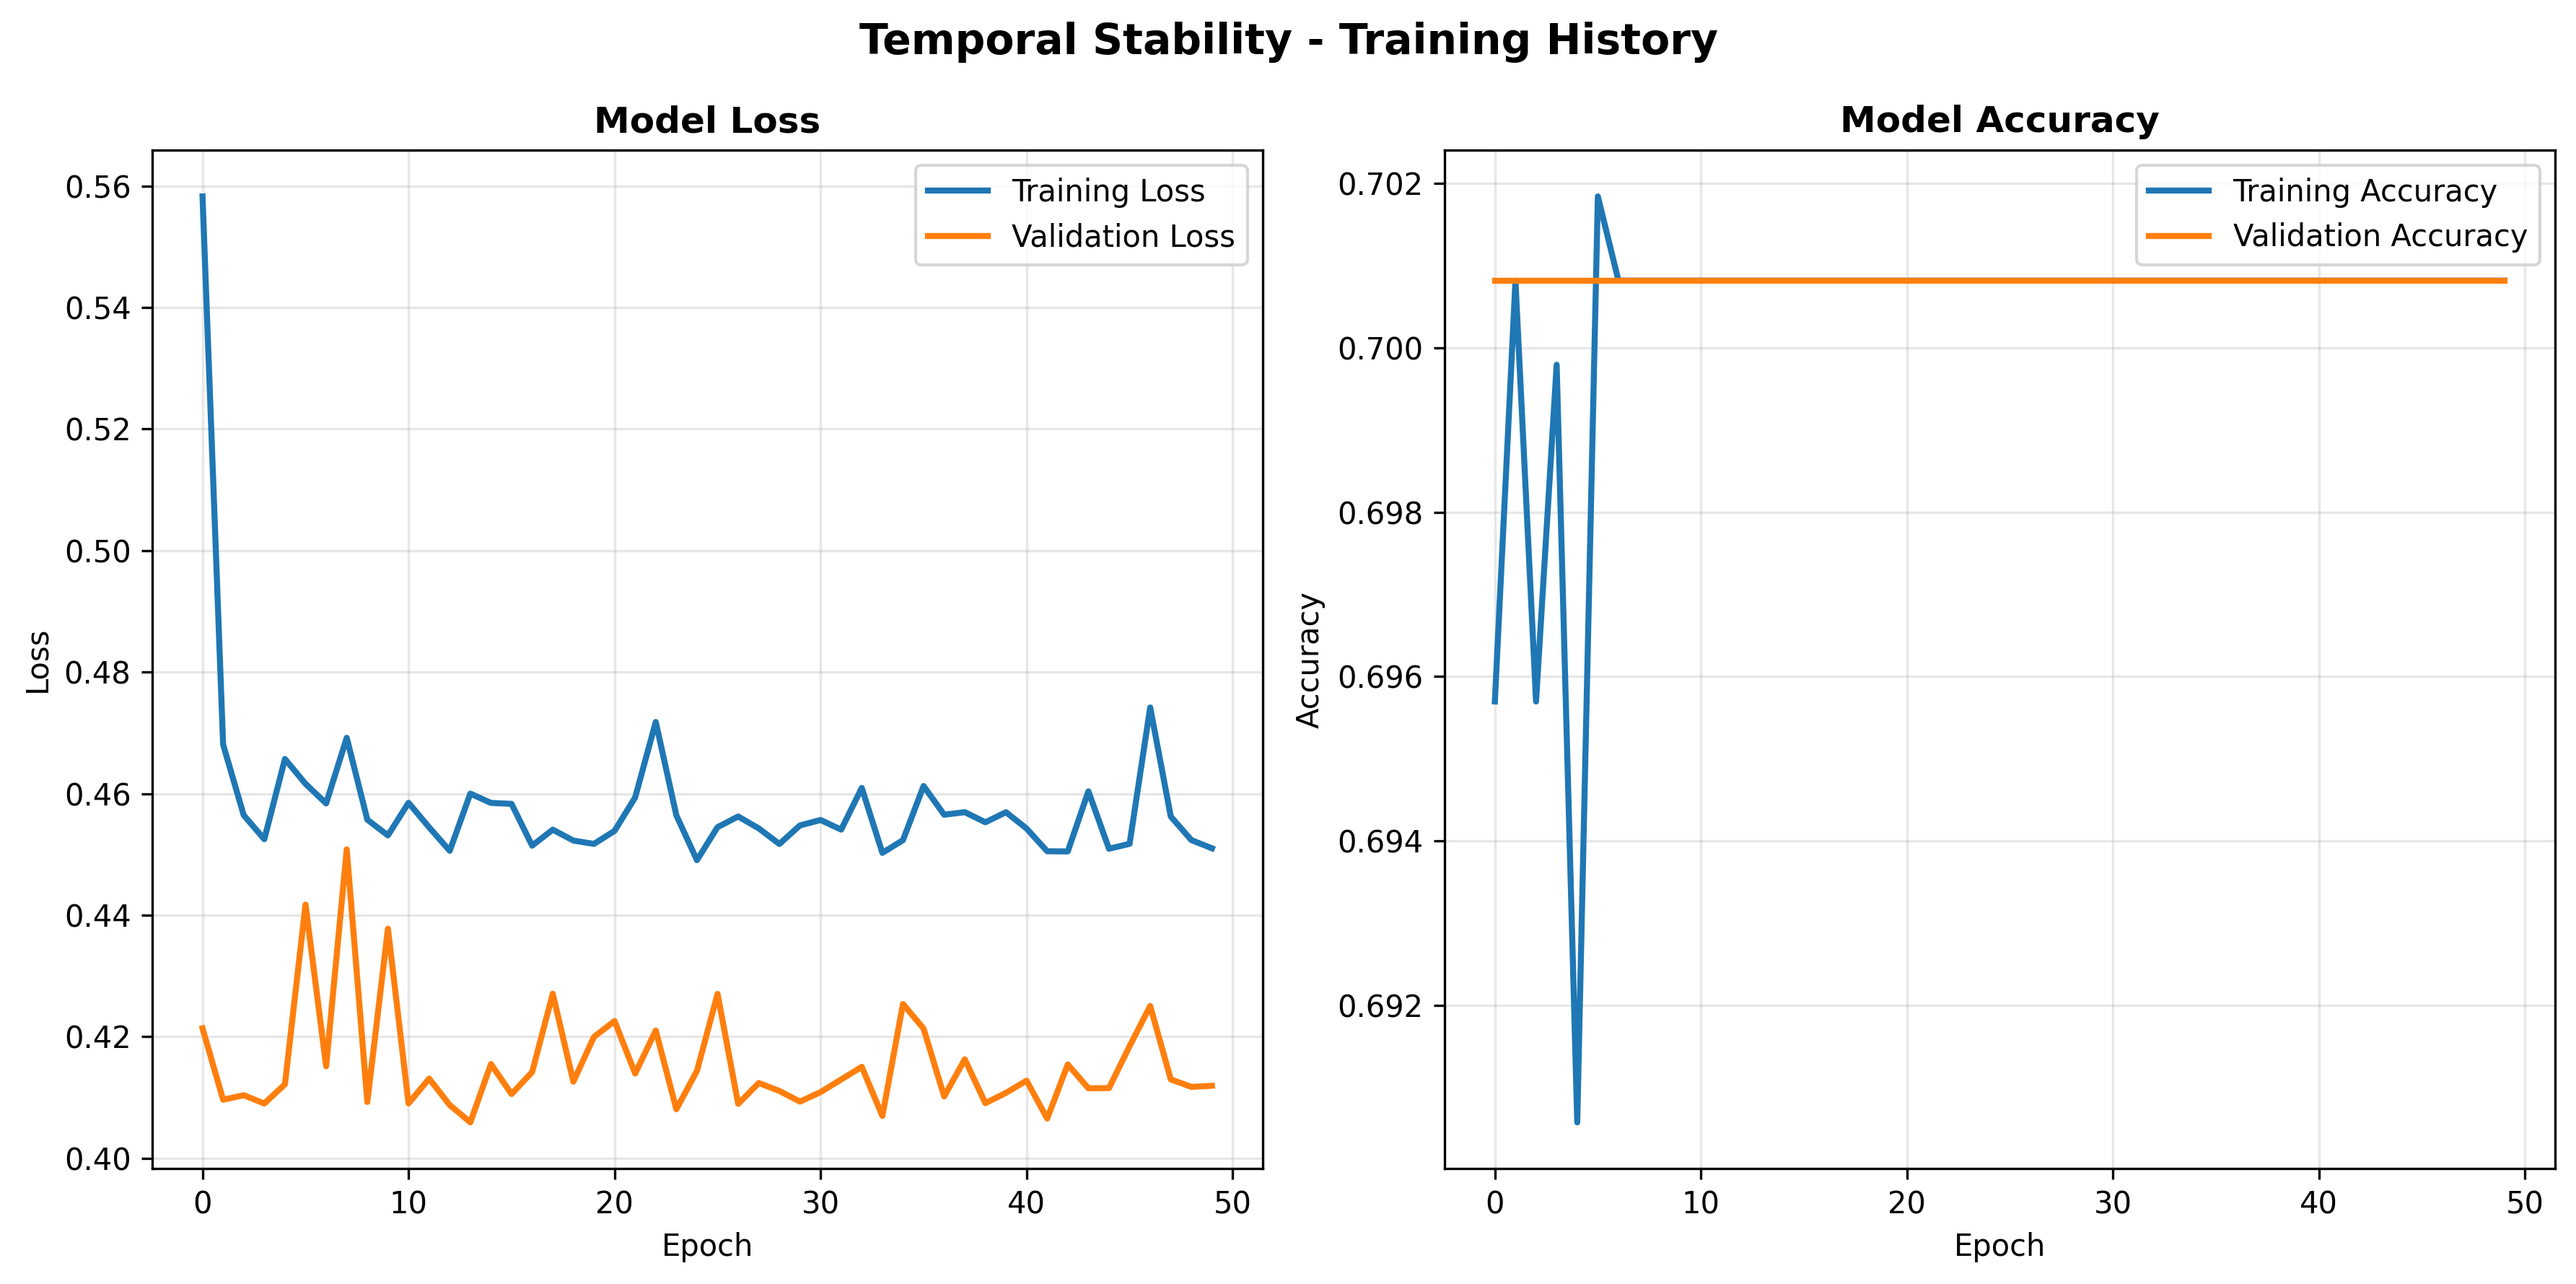 Temporal Stability - Training History
Model Loss
Training Loss
Validation Loss
0.56
0.54
0.52
0.50
0.48
0.46
0.44
0.42
0.40
Loss
0 10 20 30 40 50
Epoch
Model Accuracy
Training Accuracy
Validation Accuracy
0.702
0.700
0.698
0.696
0.694
0.692
Accuracy
0 10 20 30 40 50
Epoch